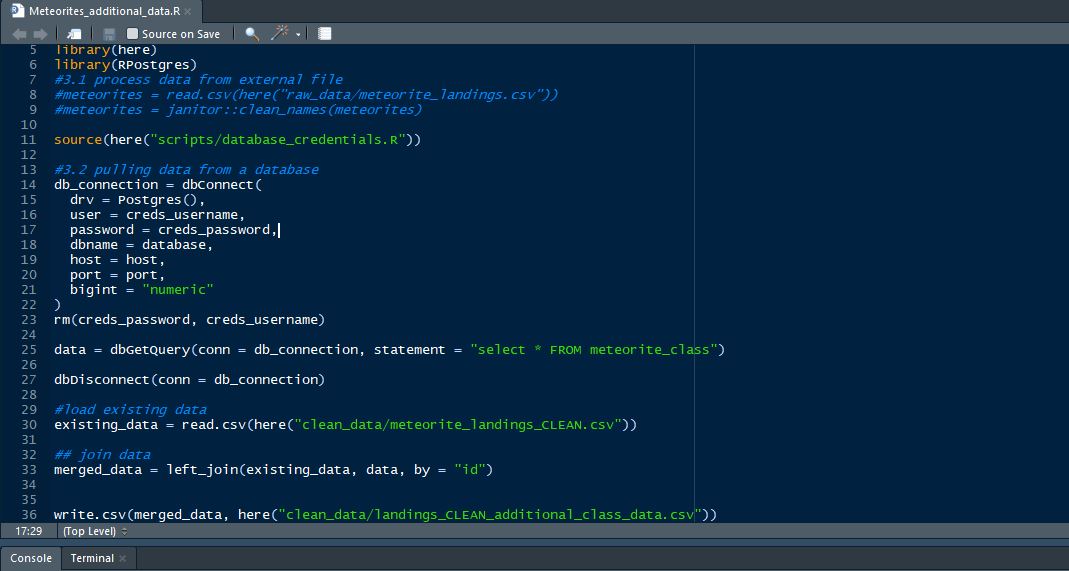 Meteorites_additional_data.R
Source on Save
5 library(here)
6 library(RPostgres)
7 #3.1 process data from external file
8 #meteorites = read.csv(here("raw_data/meteorite_landings.csv"))
9 #meteorites = janitor::clean_names(meteorites)
10
11 source(here("scripts/database_credentials.R"))
12
13 #3.2 pulling data from a database
14 db_connection = dbConnect(
15   drv = Postgres(),
16   user = creds_username,
17   password = creds_password,
18   dbname = database,
19   host = host,
20   port = port,
21   bigint = "numeric"
22 )
23 rm(creds_password, creds_username)
24
25 data = dbGetQuery(conn = db_connection, statement = "select * FROM meteorite_class")
26
27 dbDisconnect(conn = db_connection)
28
29 #load existing data
30 existing_data = read.csv(here("clean_data/meteorite_landings_CLEAN.csv"))
31
32 ## join data
33 merged_data = left_join(existing_data, data, by = "id")
34
35
36 write.csv(merged_data, here("clean_data/landings_CLEAN_additional_class_data.csv"))
17:29 (Top Level)
Console Terminal